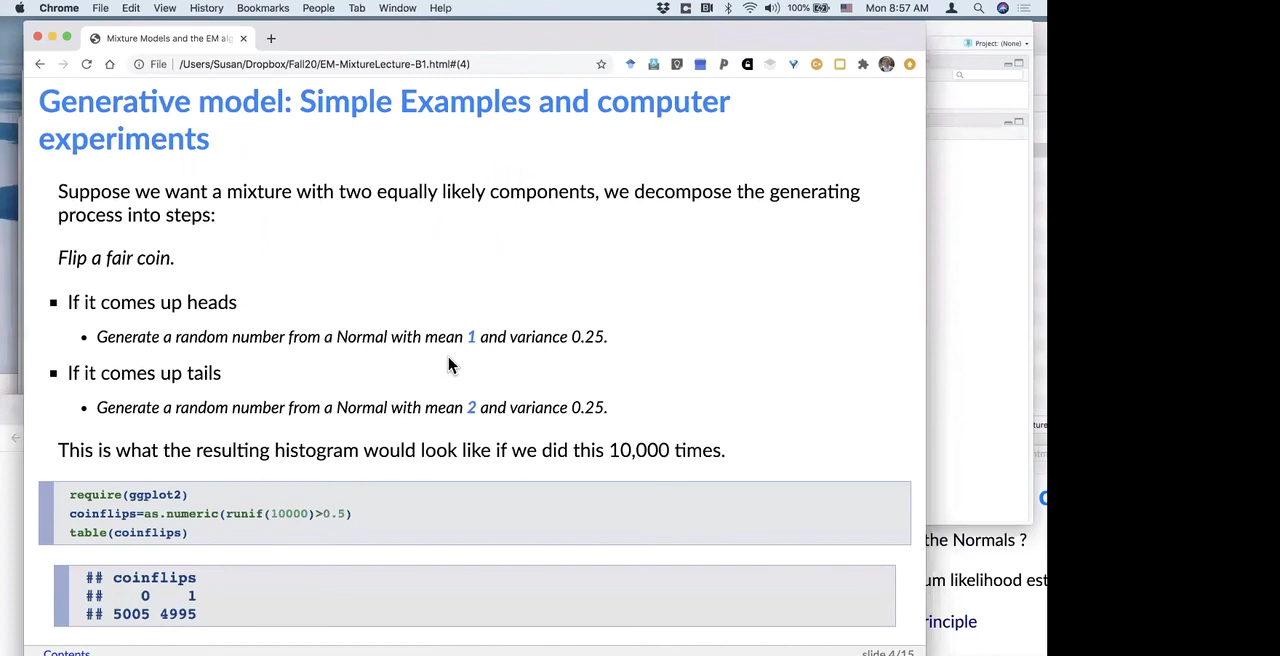 Chrome File Edit View History Bookmarks People Tab Window Help 100% Mon 8:57 AM
Mixture Models and the EM alg
Project: (None)
File | /Users/Susan/Dropbox/Fall20/EM-MixtureLecture-B1.html#(4)
Generative model: Simple Examples and computer
experiments
Suppose we want a mixture with two equally likely components, we decompose the generating
process into steps:
Flip a fair coin.
If it comes up heads
Generate a random number from a Normal with mean 1 and variance 0.25.
If it comes up tails
Generate a random number from a Normal with mean 2 and variance 0.25.
This is what the resulting histogram would look like if we did this 10,000 times.
require(ggplot2)
coinflips=as.numeric(runif(10000)>0.5)
table(coinflips)
## coinflips
## 0 1
## 5005 4995
the Normals ?
um likelihood est
rinciple
Contents
slide 4/15